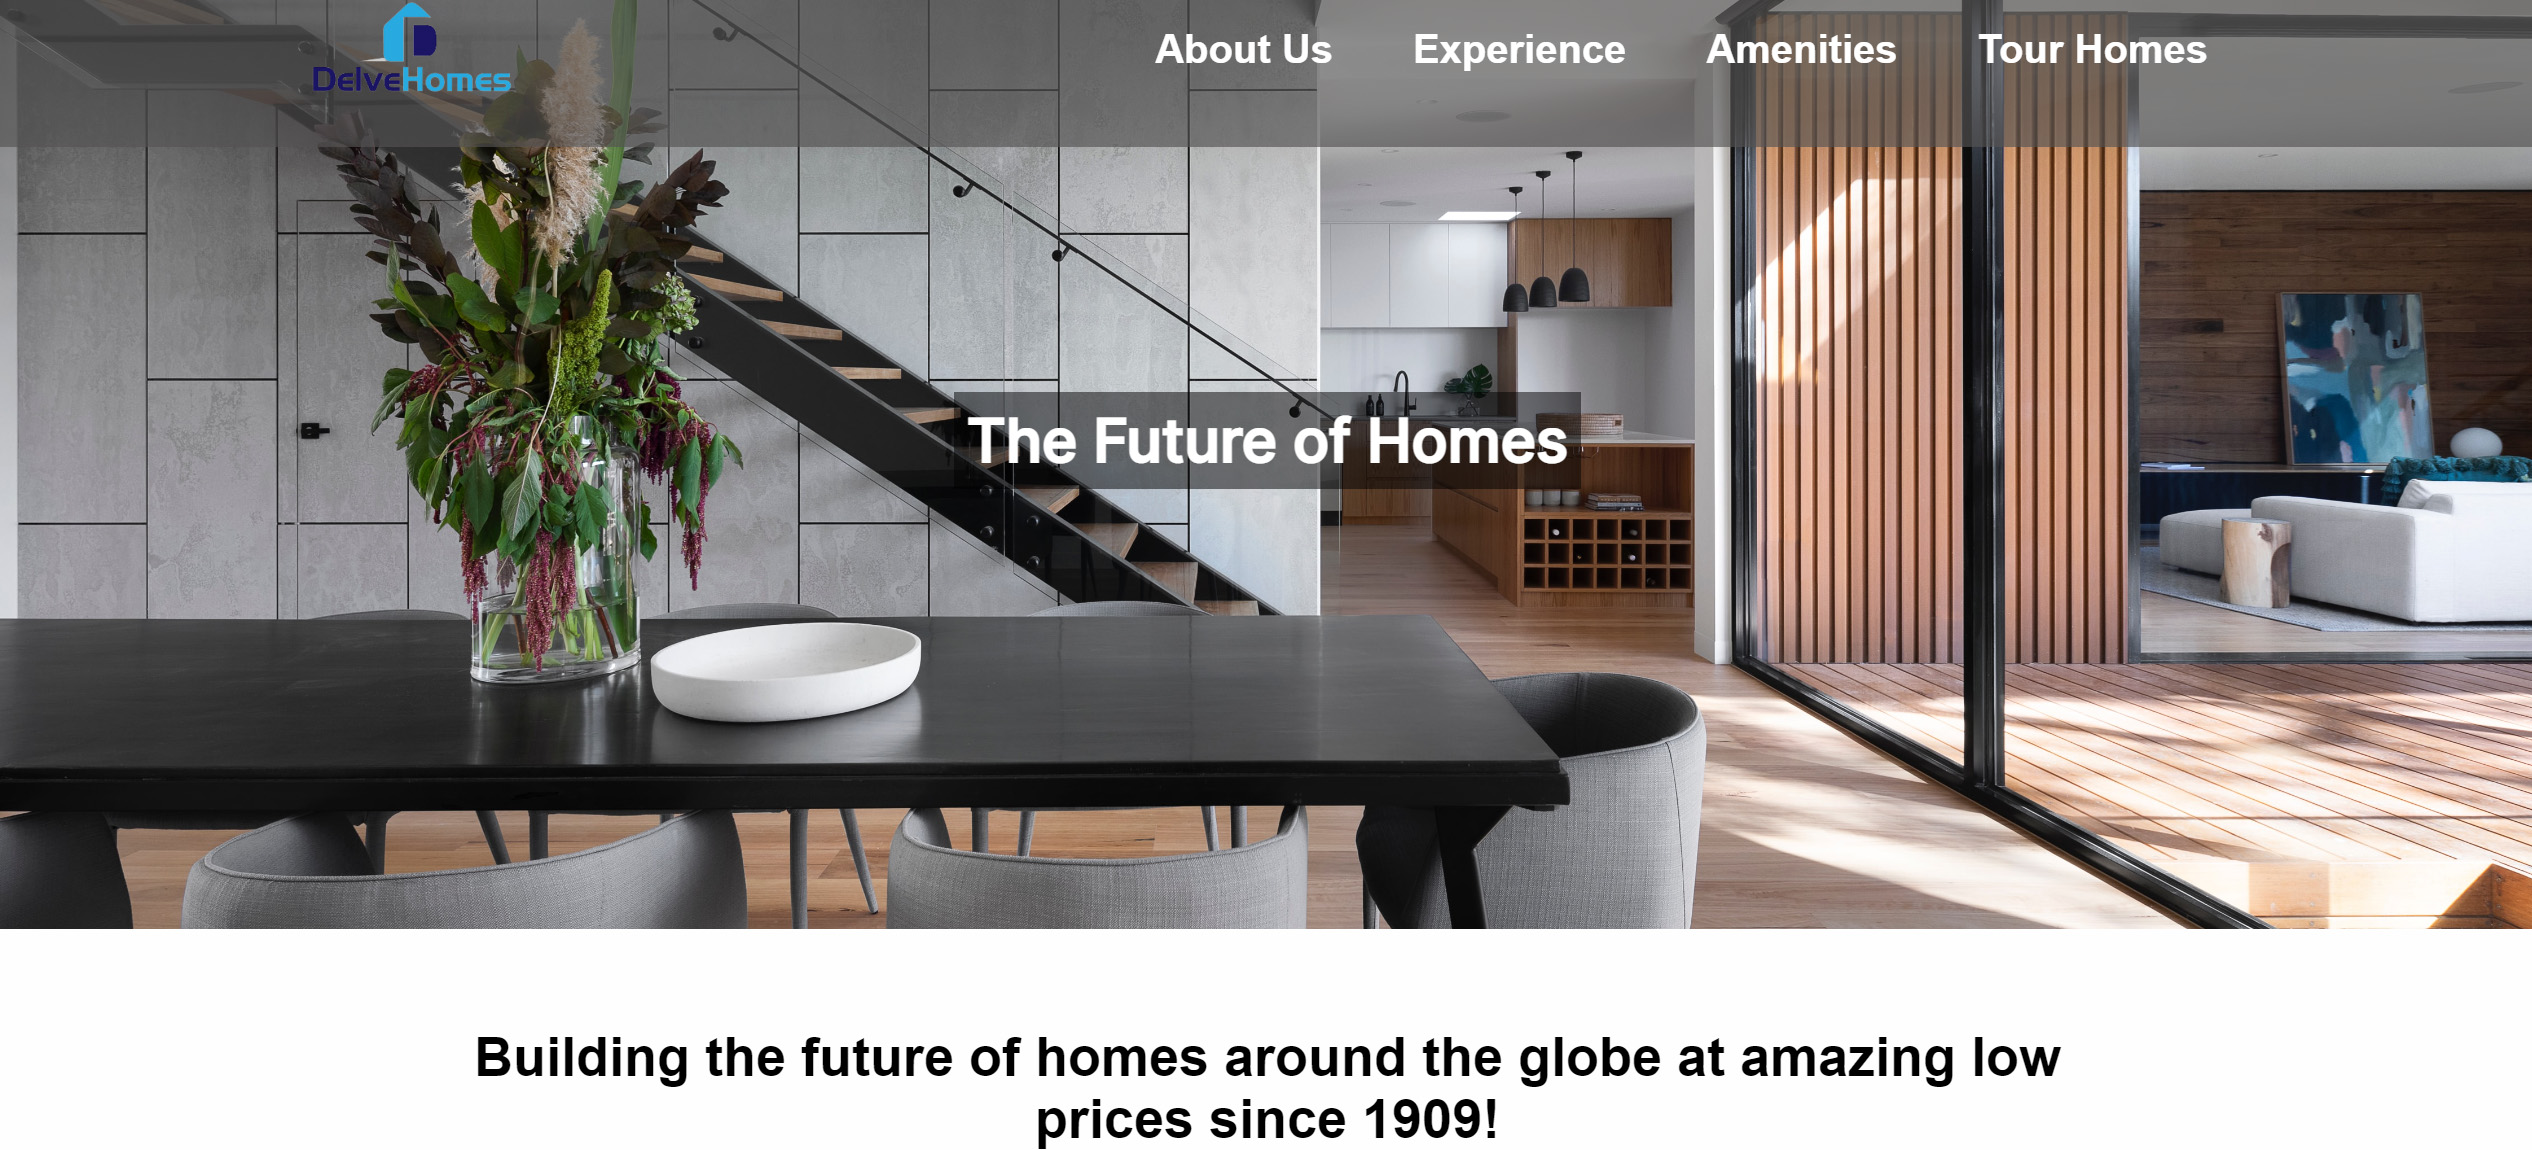 DelveHomes
About Us Experience Amenities Tour Homes
The Future of Homes
Building the future of homes around the globe at amazing low
prices since 1909!